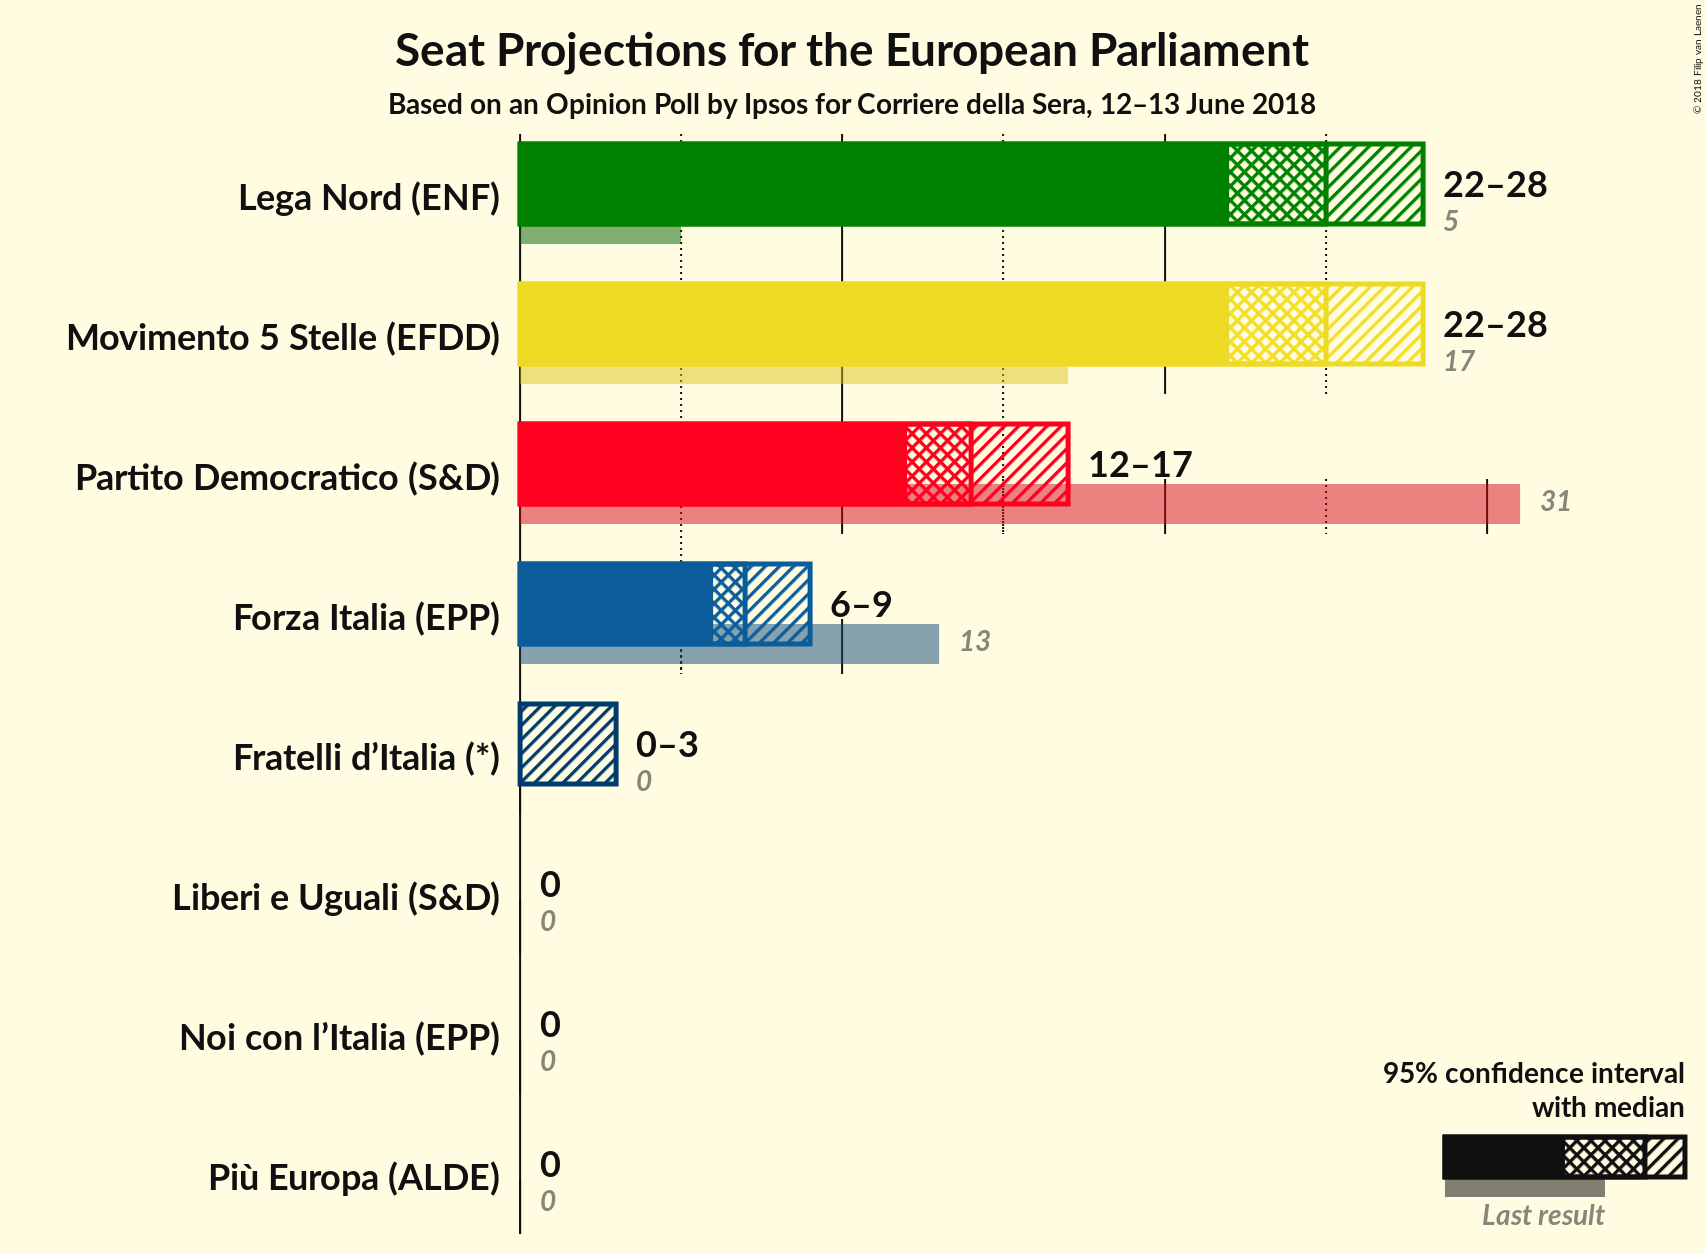 Seat Projections for the European Parliament
Based on an Opinion Poll by Ipsos for Corriere della Sera, 12–13 June 2018
© 2018 Filip van Laenen
Lega Nord (ENF)
22–28
5
Movimento 5 Stelle (EFDD)
22–28
17
Partito Democratico (S&D)
12–17
31
Forza Italia (EPP)
6–9
13
Fratelli d’Italia (*)
0–3
0
Liberi e Uguali (S&D)
0
0
Noi con l’Italia (EPP)
0
0
Più Europa (ALDE)
0
0
95% confidence interval
with median
Last result